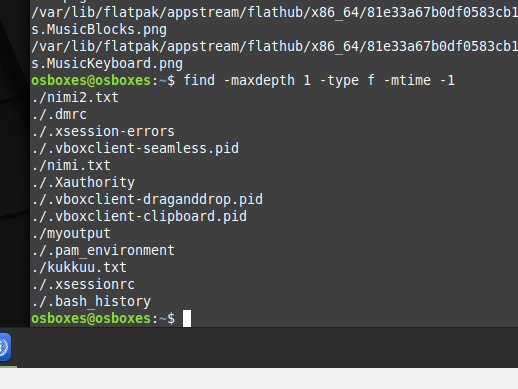 /var/lib/flatpak/appstream/flathub/x86_64/81e33a67b0df0583cb1
s.MusicBlocks.png
/var/lib/flatpak/appstream/flathub/x86_64/81e33a67b0df0583cb1
s.MusicKeyboard.png
osboxes@osboxes:~$ find -maxdepth 1 -type f -mtime -1
./nimi2.txt
./.dmrc
./.xsession-errors
./.vboxclient-seamless.pid
./nimi.txt
./.Xauthority
./.vboxclient-draganddrop.pid
./.vboxclient-clipboard.pid
./myoutput
./.pam_environment
./kukkuu.txt
./.xsessionrc
./.bash_history
osboxes@osboxes:~$